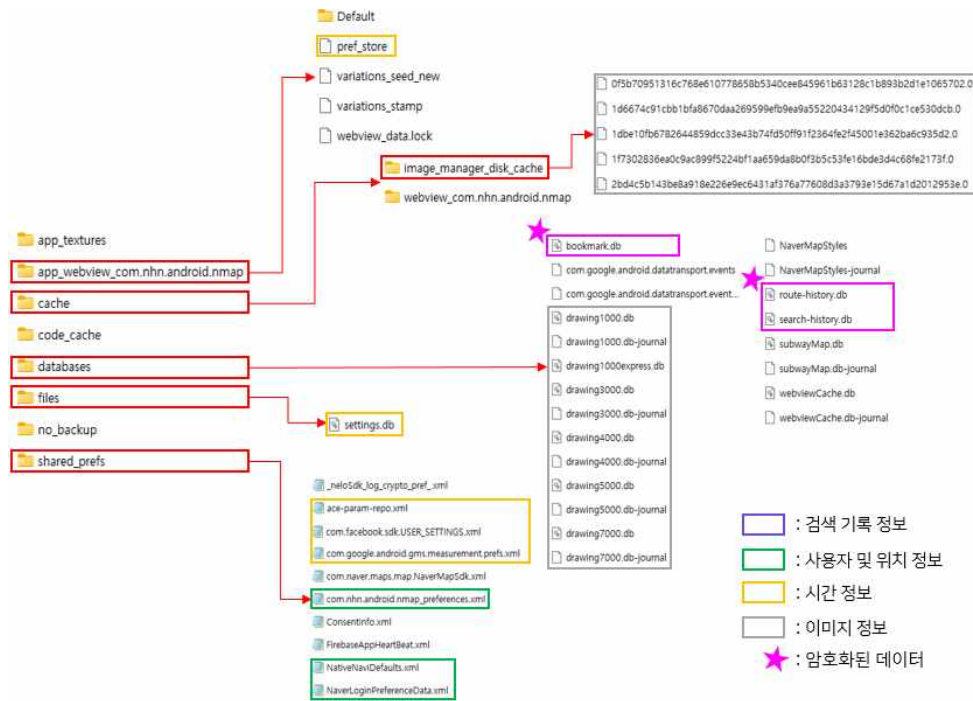 Default
pref_store
variations_seed_new
variations_stamp
webview_data.lock
image_manager_disk_cache
webview_com.nhn.android.nmap
0f5b70951316c768e610778658b5340cee845961b63128c1b893b2d1e1065702.0
1d6674c91cbb1bfa8670daa269599efb9ea9a55220434129f5d0f0c1ce530dcb.0
1dbe10fb6782644859dcc33e43b74fd50ff91f2364fe2f45001e362ba6c935d2.0
1f7302836ea0c9ac899f5224bf1aa659da8b0f3b5c53fe16bde3d4c68fe2173f.0
2bd4c5b143be8a918e226e9ec6431af376a77608d3a3793e15d67a1d2012953e.0
app_textures
app_webview_com.nhn.android.nmap
cache
code_cache
databases
files
no_backup
shared_prefs
settings.db
_neloSdk_log_crypto_pref_.xml
ace-param-repo.xml
com.facebook.sdk.USER_SETTINGS.xml
com.google.android.gms.measurement.prefs.xml
com.naver.maps.map.NaverMapSdk.xml
com.nhn.android.nmap_preferences.xml
ConsentInfo.xml
FirebaseAppHeartBeat.xml
NativeNaviDefaults.xml
NaverLoginPreferenceData.xml
bookmark.db
com.google.android.datatransport.events
com.google.android.datatransport.event...
drawing1000.db
drawing1000.db-journal
drawing1000express.db
drawing3000.db
drawing3000.db-journal
drawing4000.db
drawing4000.db-journal
drawing5000.db
drawing5000.db-journal
drawing7000.db
drawing7000.db-journal
NaverMapStyles
NaverMapStyles-journal
route-history.db
search-history.db
subwayMap.db
subwayMap.db-journal
webviewCache.db
webviewCache.db-journal
: 검색 기록 정보
: 사용자 및 위치 정보
: 시간 정보
: 이미지 정보
: 암호화된 데이터